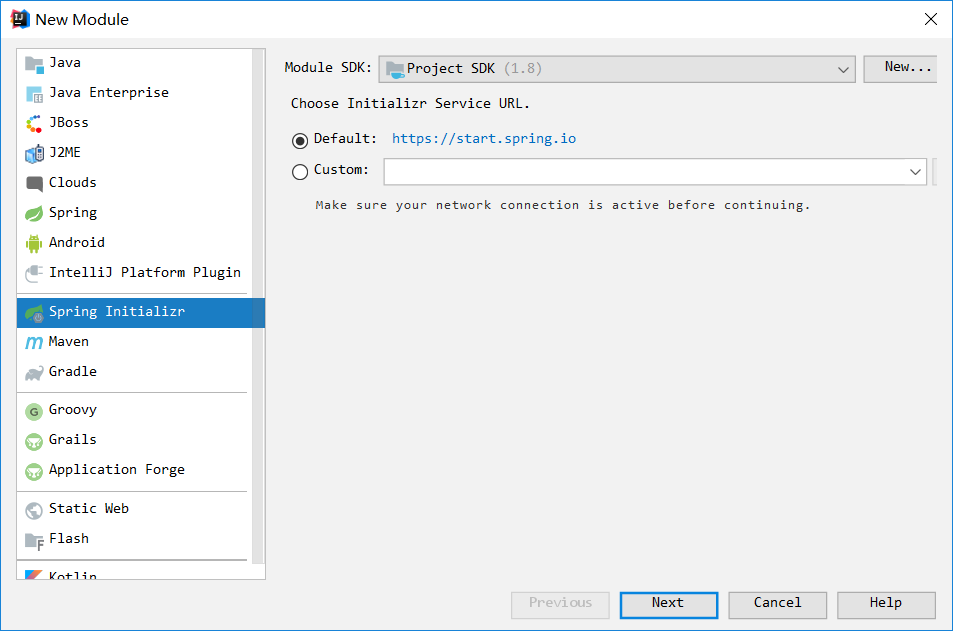 New Module
Java
Java Enterprise
JBoss
J2ME
Clouds
Spring
Android
IntelliJ Platform Plugin
Spring Initializr
Maven
Gradle
Groovy
Grails
Application Forge
Static Web
Flash
Kotlin
Module SDK: Project SDK (1.8) New...
Choose Initializr Service URL.
Default: https://start.spring.io
Custom:
Make sure your network connection is active before continuing.
Previous Next Cancel Help